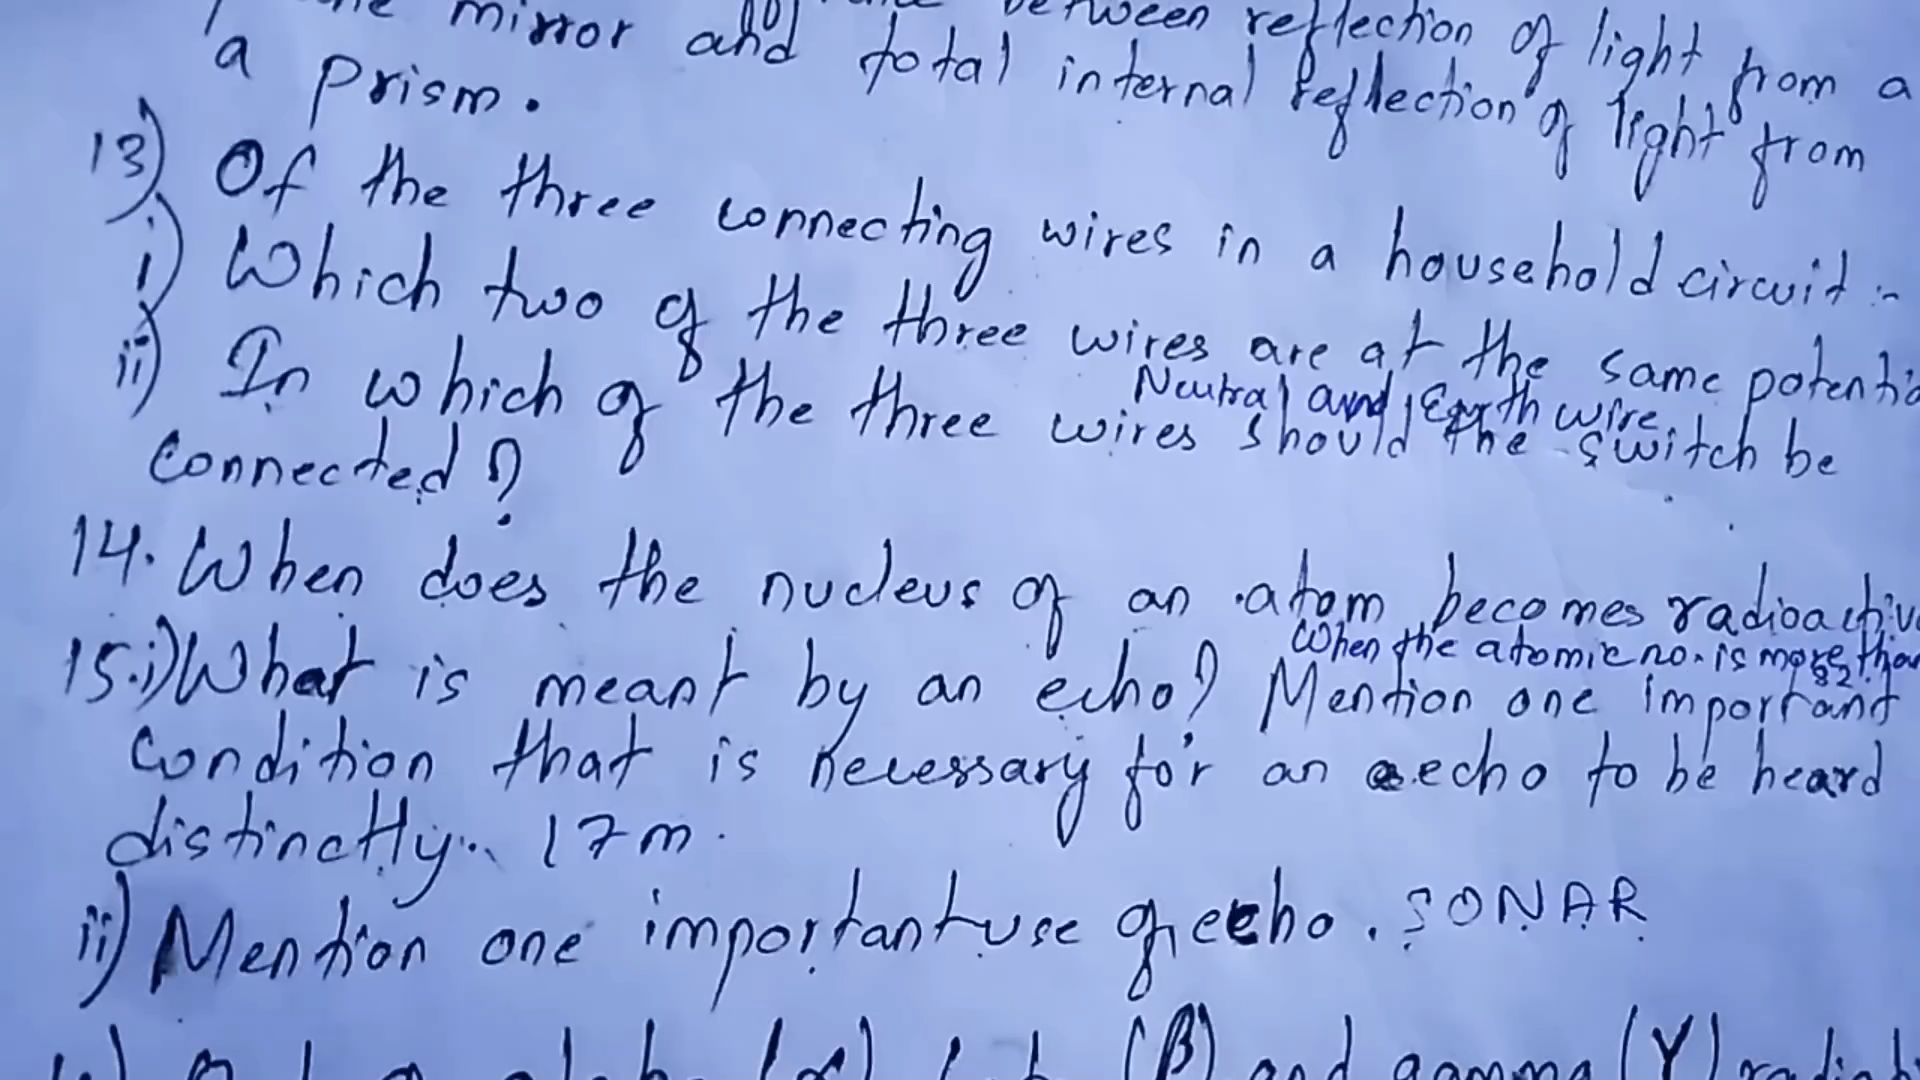 mirror and between reflection of light from a
a prism. total internal reflection of light from
13) Of the three connecting wires in a household circuit :-
i) Which two of the three wires are at the same potentia
Neutral and Earth wire
ii) In which of the three wires should the switch be
connected?
14. When does the nucleus of an atom becomes radioactive
When the atomic no. is more than
82.
15.i) What is meant by an echo? Mention one important
condition that is necessary for an echo to be heard
distinctly. 17m.
ii) Mention one important use of echo. SONAR
(β) and gamma (γ)